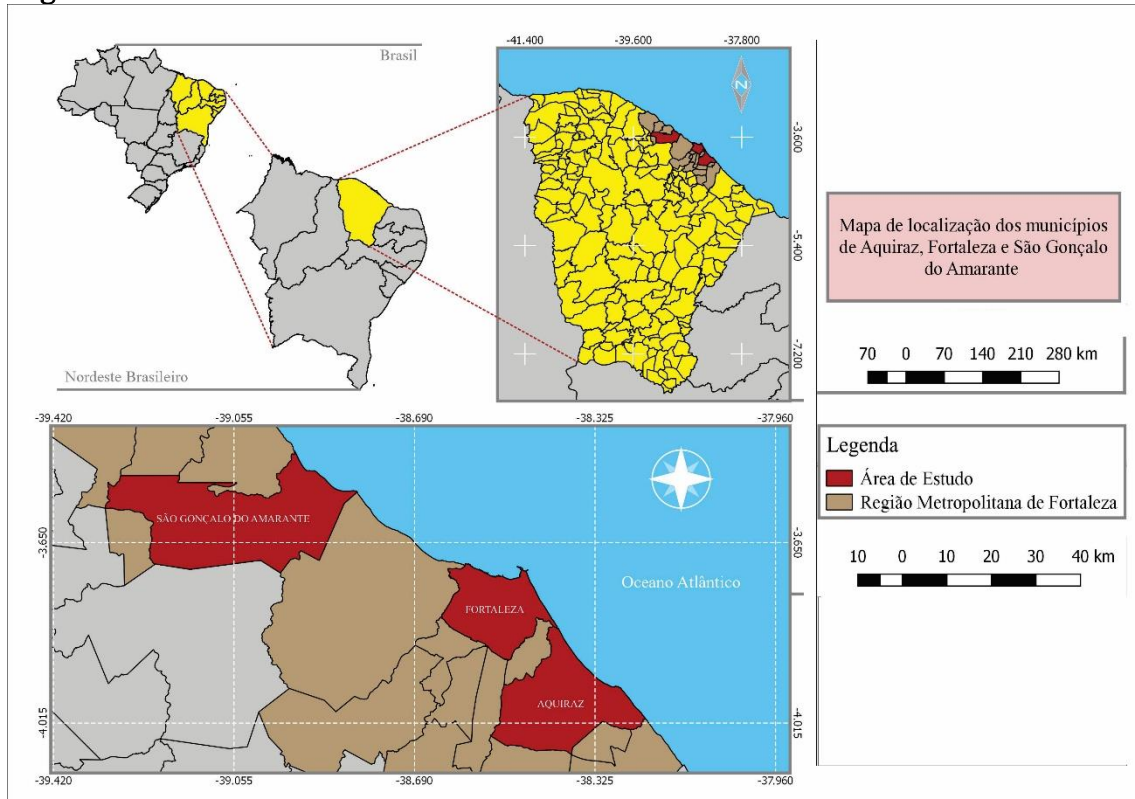 Brasil
Nordeste Brasileiro
-41.400 -39.600 -37.800
N
-3.600
-5.400
-7.200
Mapa de localização dos municípios
de Aquiraz, Fortaleza e São Gonçalo
do Amarante
70 0 70 140 210 280 km
-39.420 -39.055 -38.690 -38.325 -37.960
SÃO GONÇALO DO AMARANTE
-3.650 -3.650
Oceano Atlântico
FORTALEZA
AQUIRAZ
-4.015 -4.015
-39.420 -39.055 -38.690 -38.325 -37.960
Legenda
Área de Estudo
Região Metropolitana de Fortaleza
10 0 10 20 30 40 km